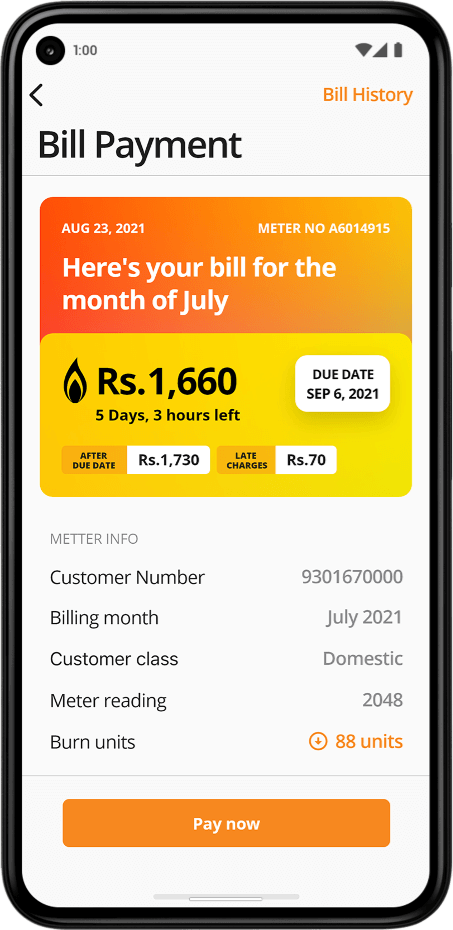 1:00
Bill History
Bill Payment
AUG 23, 2021 METER NO A6014915
Here's your bill for the
month of July
Rs.1,660
5 Days, 3 hours left
DUE DATE
SEP 6, 2021
AFTER
DUE DATE
Rs.1,730
LATE
CHARGES
Rs.70
METTER INFO
Customer Number 9301670000
Billing month July 2021
Customer class Domestic
Meter reading 2048
Burn units 88 units
Pay now